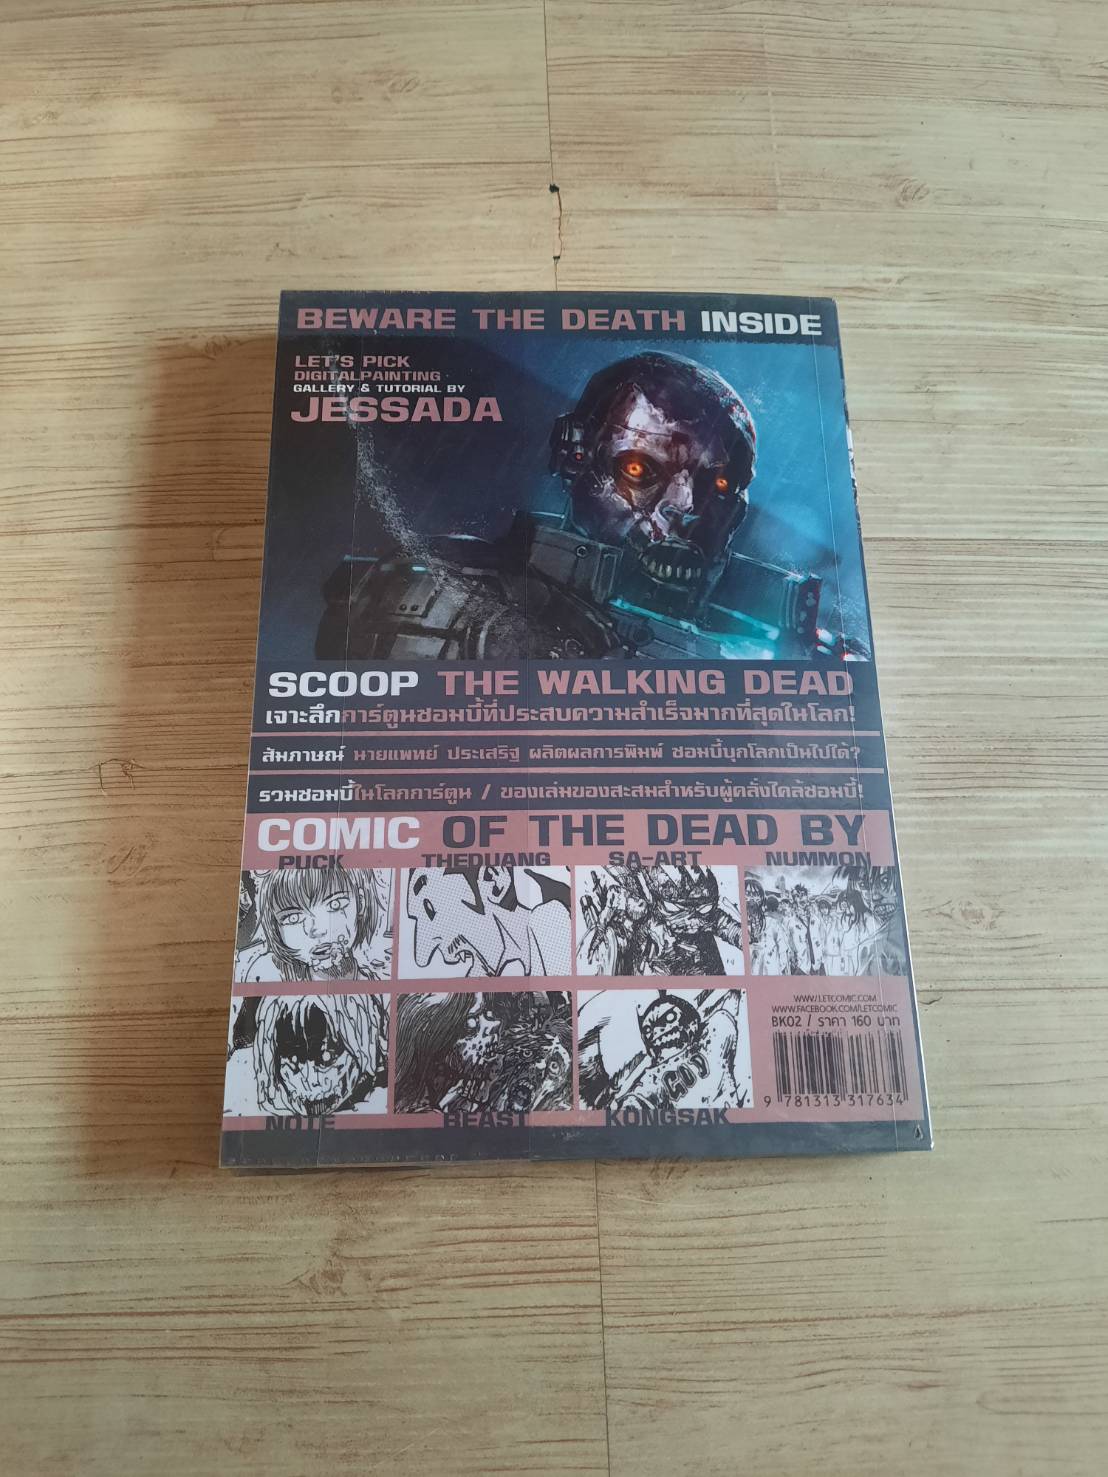 BEWARE THE DEATH INSIDE
LET'S PICK
DIGITALPAINTING
GALLERY & TUTORIAL BY
JESSADA
SCOOP THE WALKING DEAD
เจาะลึกการ์ตูนซอมบี้ที่ประสบความสำเร็จมากที่สุดในโลก!
สัมภาษณ์ นายแพทย์ ประเสริฐ ผลิตผลการพิมพ์ ซอมบี้บุกโลกเป็นไปได้?
รวมซอมบี้ในโลกการ์ตูน / ของเล่นของสะสมสำหรับผู้คลั่งไคล้ซอมบี้!
COMIC OF THE DEAD BY
PUCK THEDUANG SA-ART NUMMON
WWW.LETCOMIC.COM
WWW.FACEBOOK.COM/LETCOMIC
BK02 / ราคา 160 บาท
9 781313 317634
NOTE BEAST KONGSAK